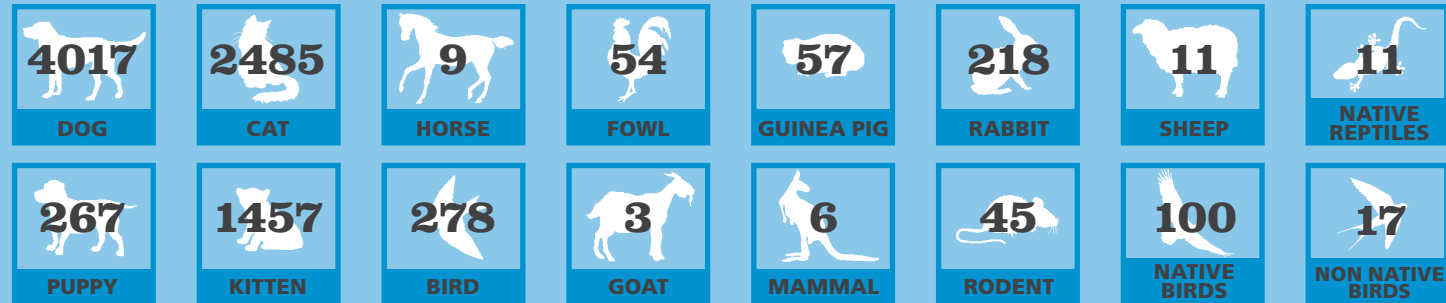 4017
DOG
2485
CAT
9
HORSE
54
FOWL
57
GUINEA PIG
218
RABBIT
11
SHEEP
11
NATIVE
REPTILES
267
PUPPY
1457
KITTEN
278
BIRD
3
GOAT
6
MAMMAL
45
RODENT
100
NATIVE
BIRDS
17
NON NATIVE
BIRDS